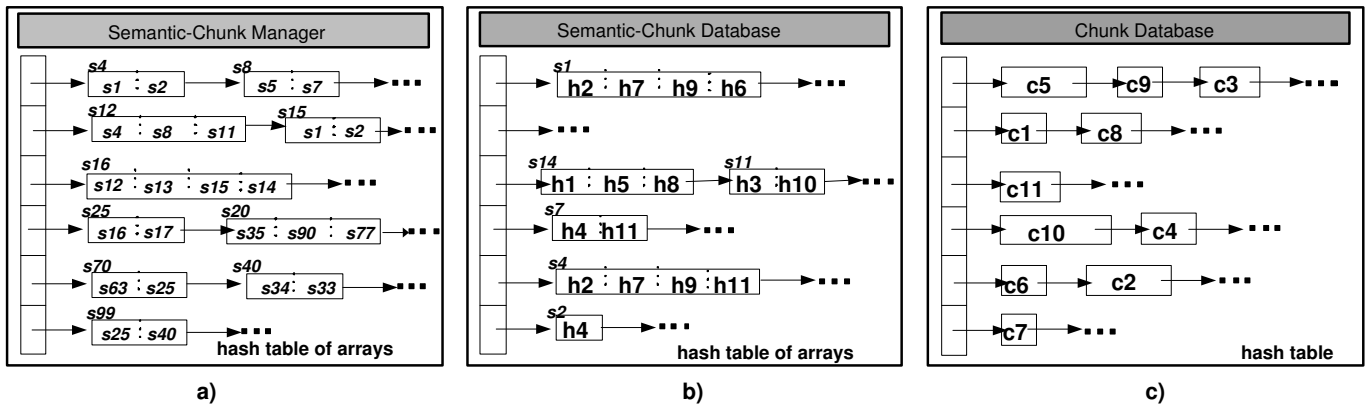 Semantic-Chunk Manager
s4 s8
s1 s2 s5 s7
s12 s15
s4 s8 s11 s1 s2
s16
s12 s13 s15 s14
s25 s20
s16 s17 s35 s90 s77
s70 s40
s63 s25 s34 s33
s99
s25 s40
hash table of arrays
a)
Semantic-Chunk Database
s1
h2 h7 h9 h6
s14 s11
h1 h5 h8 h3 h10
s7
h4 h11
s4
h2 h7 h9 h11
s2
h4
hash table of arrays
b)
Chunk Database
c5 c9 c3
c1 c8
c11
c10 c4
c6 c2
c7
hash table
c)